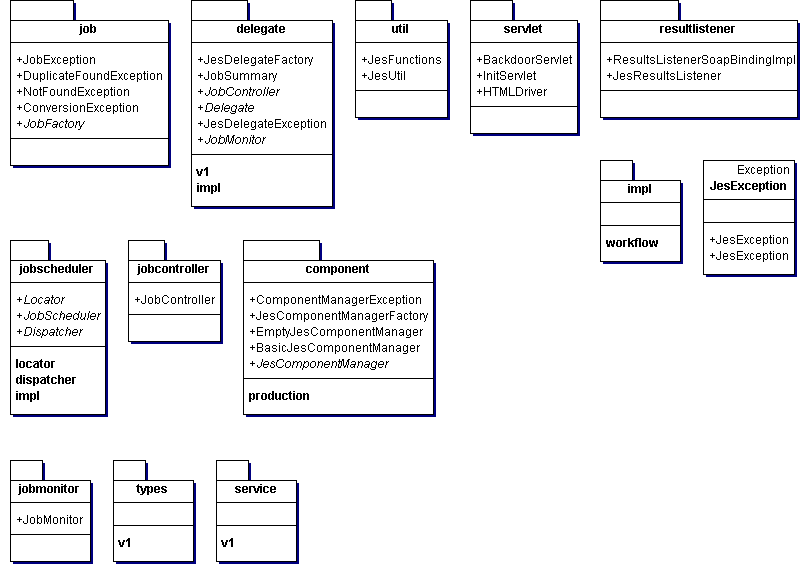 job
+JobException
+DuplicateFoundException
+NotFoundException
+ConversionException
+JobFactory
delegate
+JesDelegateFactory
+JobSummary
+JobController
+Delegate
+JesDelegateException
+JobMonitor
v1
impl
util
+JesFunctions
+JesUtil
servlet
+BackdoorServlet
+InitServlet
+HTMLDriver
resultlistener
+ResultsListenerSoapBindingImpl
+JesResultsListener
impl
workflow
Exception
JesException
+JesException
+JesException
jobscheduler
+Locator
+JobScheduler
+Dispatcher
locator
dispatcher
impl
jobcontroller
+JobController
component
+ComponentManagerException
+JesComponentManagerFactory
+EmptyJesComponentManager
+BasicJesComponentManager
+JesComponentManager
production
jobmonitor
+JobMonitor
types
v1
service
v1